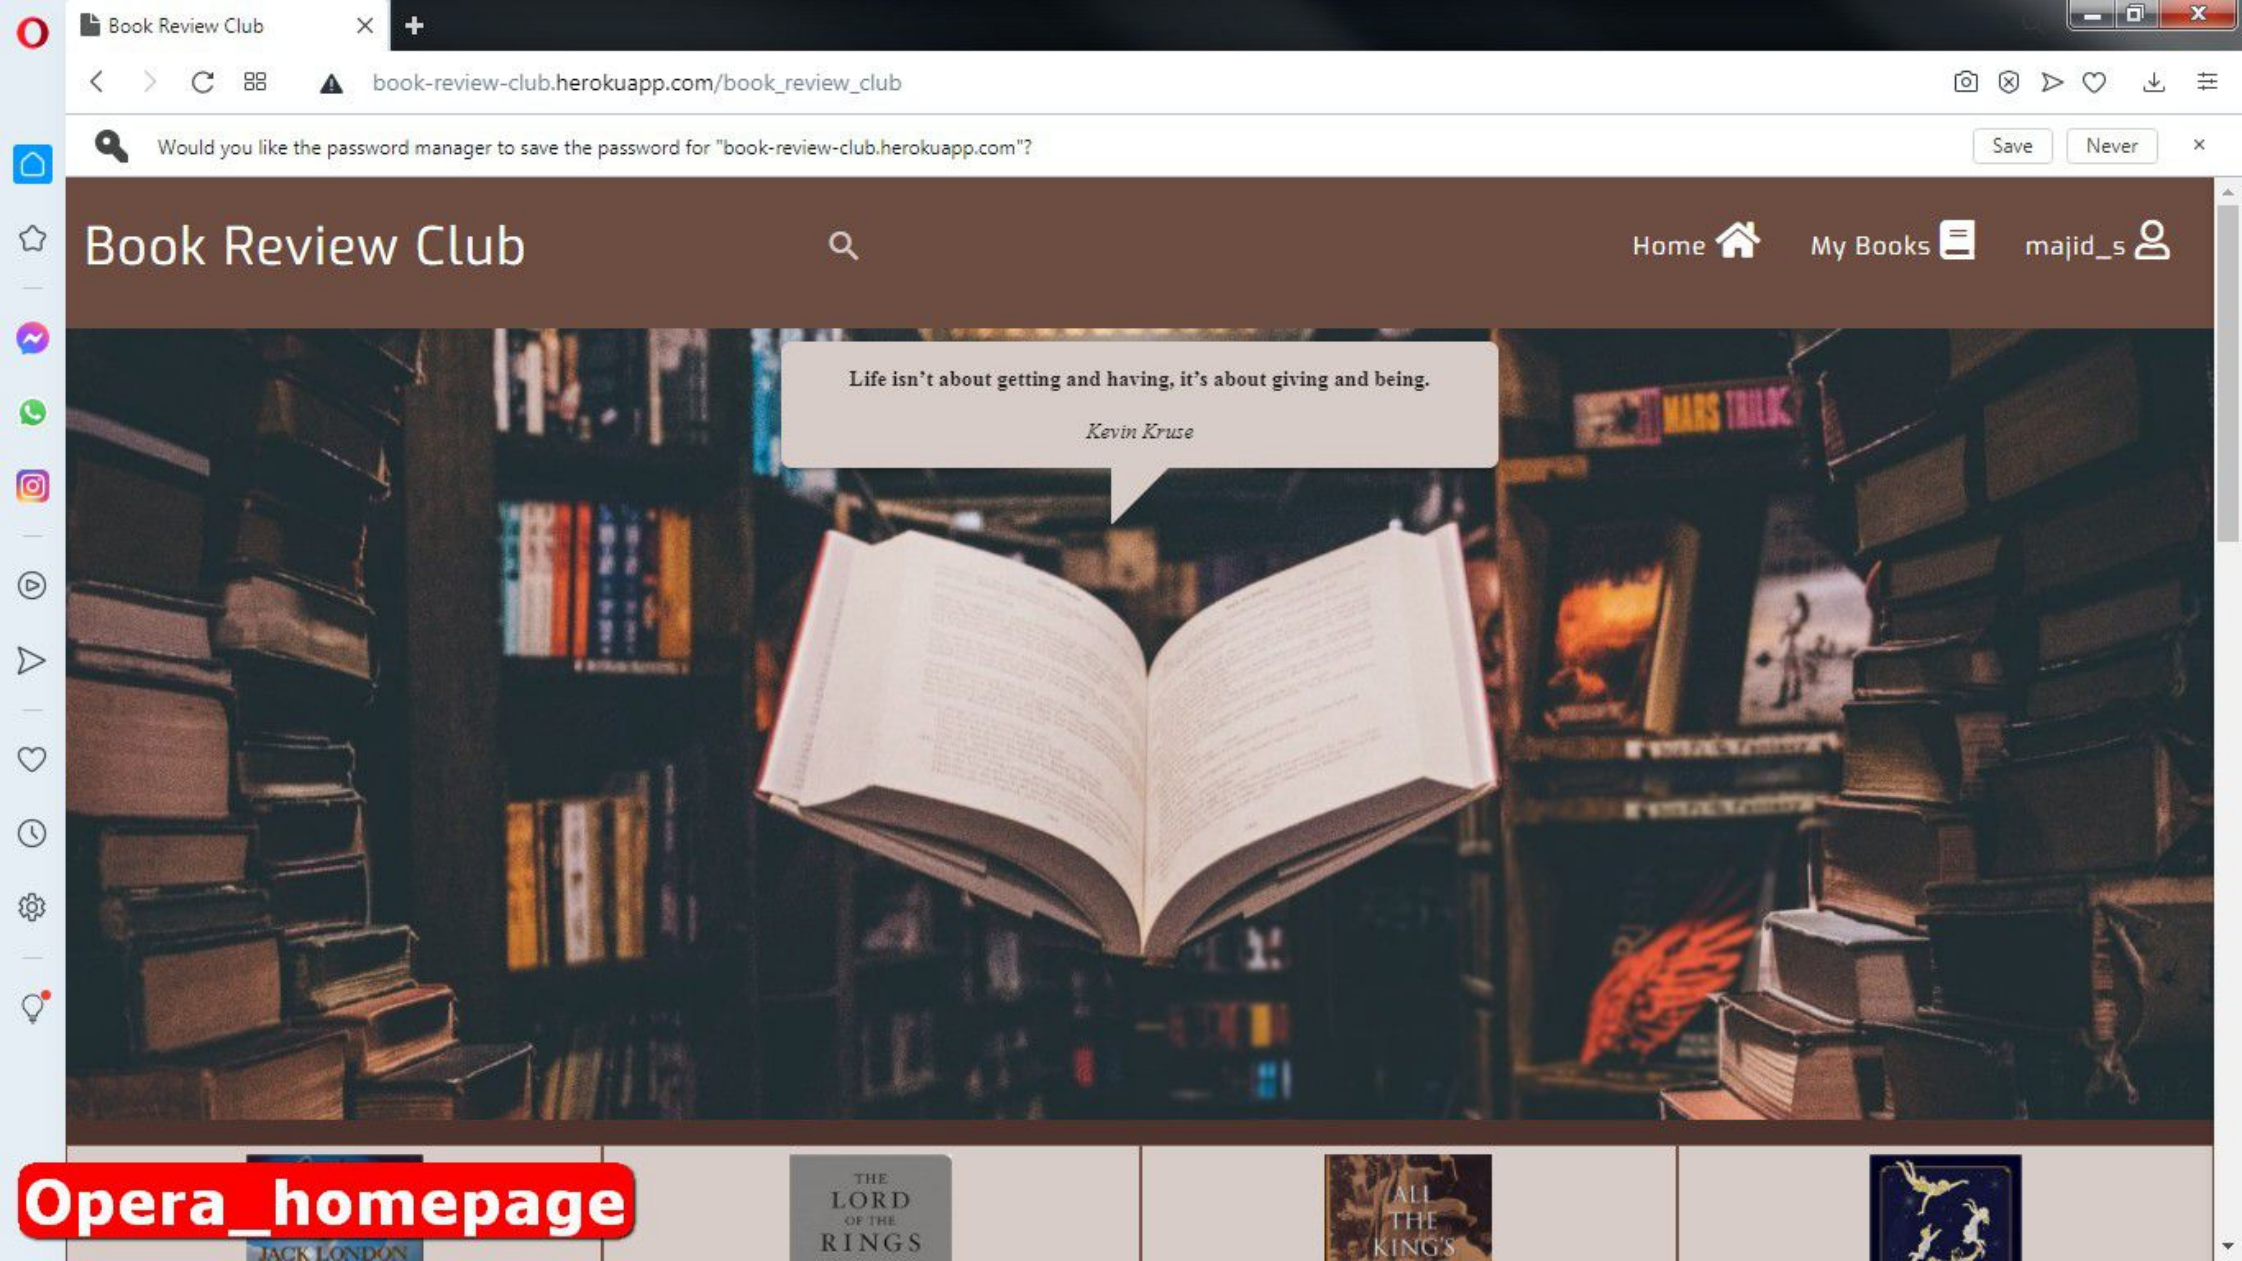 Book Review Club
book-review-club.herokuapp.com/book_review_club
Would you like the password manager to save the password for "book-review-club.herokuapp.com"?
Save
Never
Book Review Club
Home
My Books
majid_s
Life isn’t about getting and having, it’s about giving and being.
Kevin Kruse
MARS
THE
LORD
OF THE
RINGS
ALL
THE
KING'S
Opera_homepage
JACK LONDON